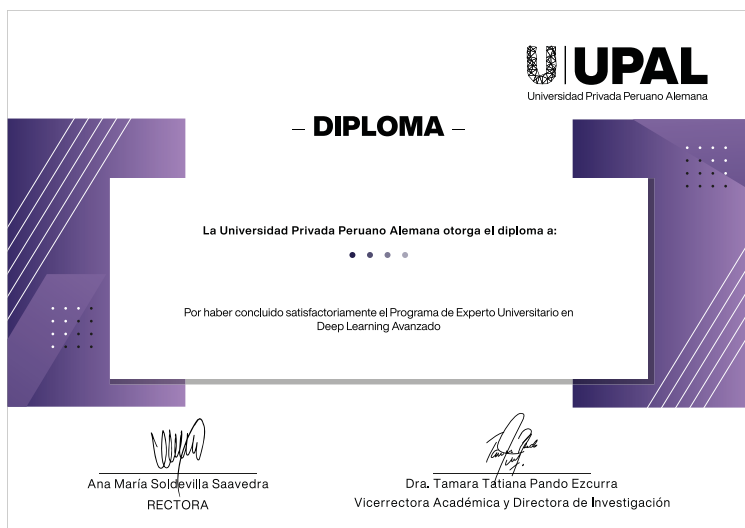 UPAL
Universidad Privada Peruano Alemana
– DIPLOMA –
La Universidad Privada Peruano Alemana otorga el diploma a:
Por haber concluido satisfactoriamente el Programa de Experto Universitario en
Deep Learning Avanzado
Ana María Soldevilla Saavedra
RECTORA
Dra. Tamara Tatiana Pando Ezcurra
Vicerrectora Académica y Directora de Investigación